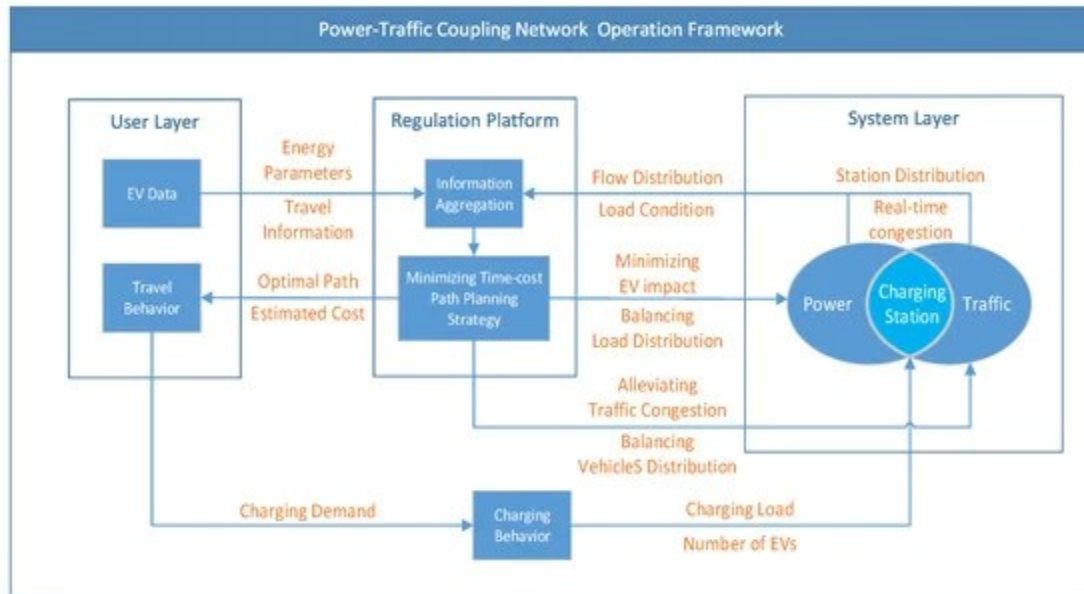 Power-Traffic Coupling Network Operation Framework
User Layer
Regulation Platform
System Layer
EV Data
Energy
Parameters
Travel
Information
Information
Aggregation
Flow Distribution
Load Condition
Station Distribution
Real-time
congestion
Travel
Behavior
Optimal Path
Estimated Cost
Minimizing Time-cost
Path Planning
Strategy
Minimizing
EV impact
Balancing
Load Distribution
Power
Charging
Station
Traffic
Alleviating
Traffic Congestion
Balancing
VehicleS Distribution
Charging Demand
Charging
Behavior
Charging Load
Number of EVs